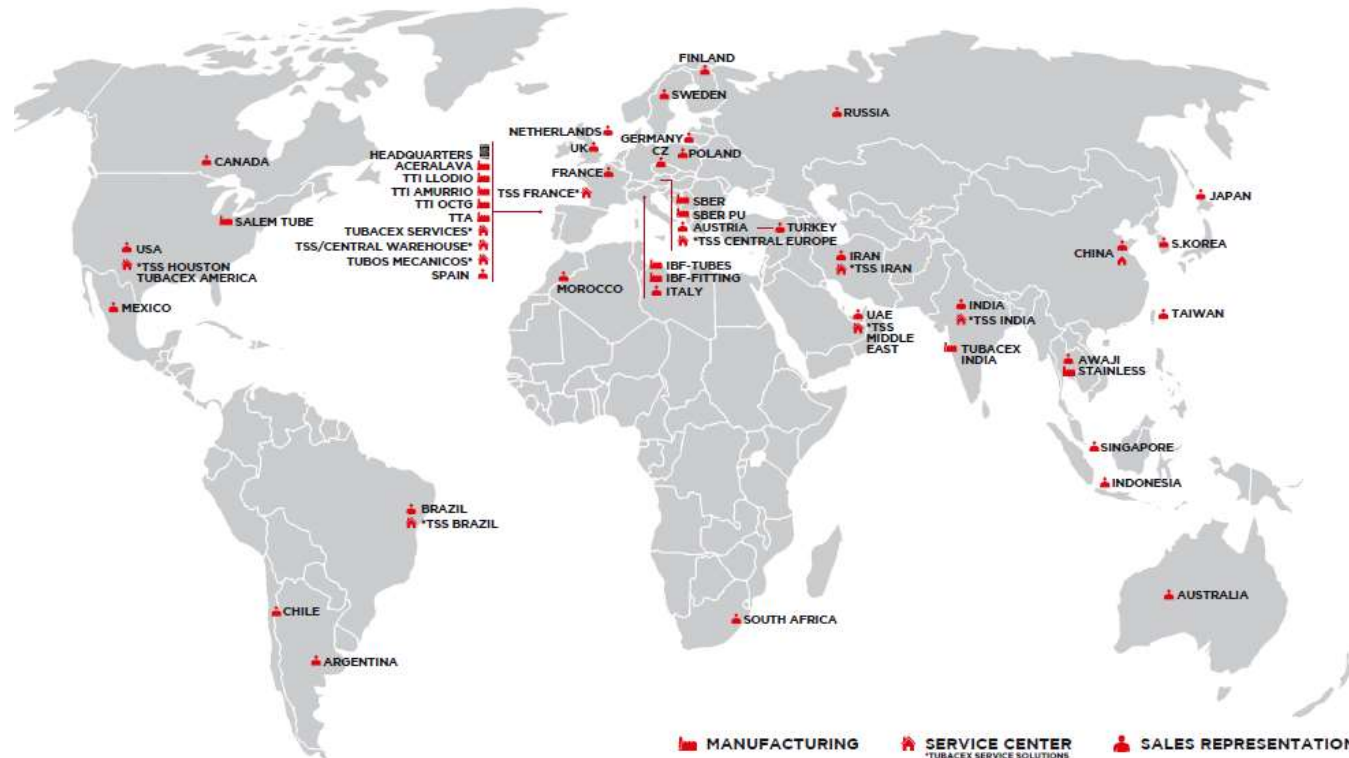 FINLAND
SWEDEN
RUSSIA
NETHERLANDS
GERMANY
UK
CZ
POLAND
FRANCE
TSS FRANCE*
HEADQUARTERS
ACERALAVA
TTI LLODIO
TTI AMURRIO
TTI OCTG
TTA
TUBACEX SERVICES*
TSS/CENTRAL WAREHOUSE*
TUBOS MECANICOS*
SPAIN
CANADA
SALEM TUBE
USA
*TSS HOUSTON
TUBACEX AMERICA
MEXICO
SBER
SBER PU
AUSTRIA
TURKEY
*TSS CENTRAL EUROPE
IBF-TUBES
IBF-FITTING
ITALY
MOROCCO
IRAN
*TSS IRAN
UAE
*TSS
MIDDLE
EAST
INDIA
*TSS INDIA
TUBACEX
INDIA
JAPAN
S.KOREA
CHINA
TAIWAN
AWAJI
STAINLESS
SINGAPORE
INDONESIA
BRAZIL
*TSS BRAZIL
CHILE
ARGENTINA
SOUTH AFRICA
AUSTRALIA
MANUFACTURING
SERVICE CENTER
*TUBACEX SERVICE SOLUTIONS
SALES REPRESENTATION